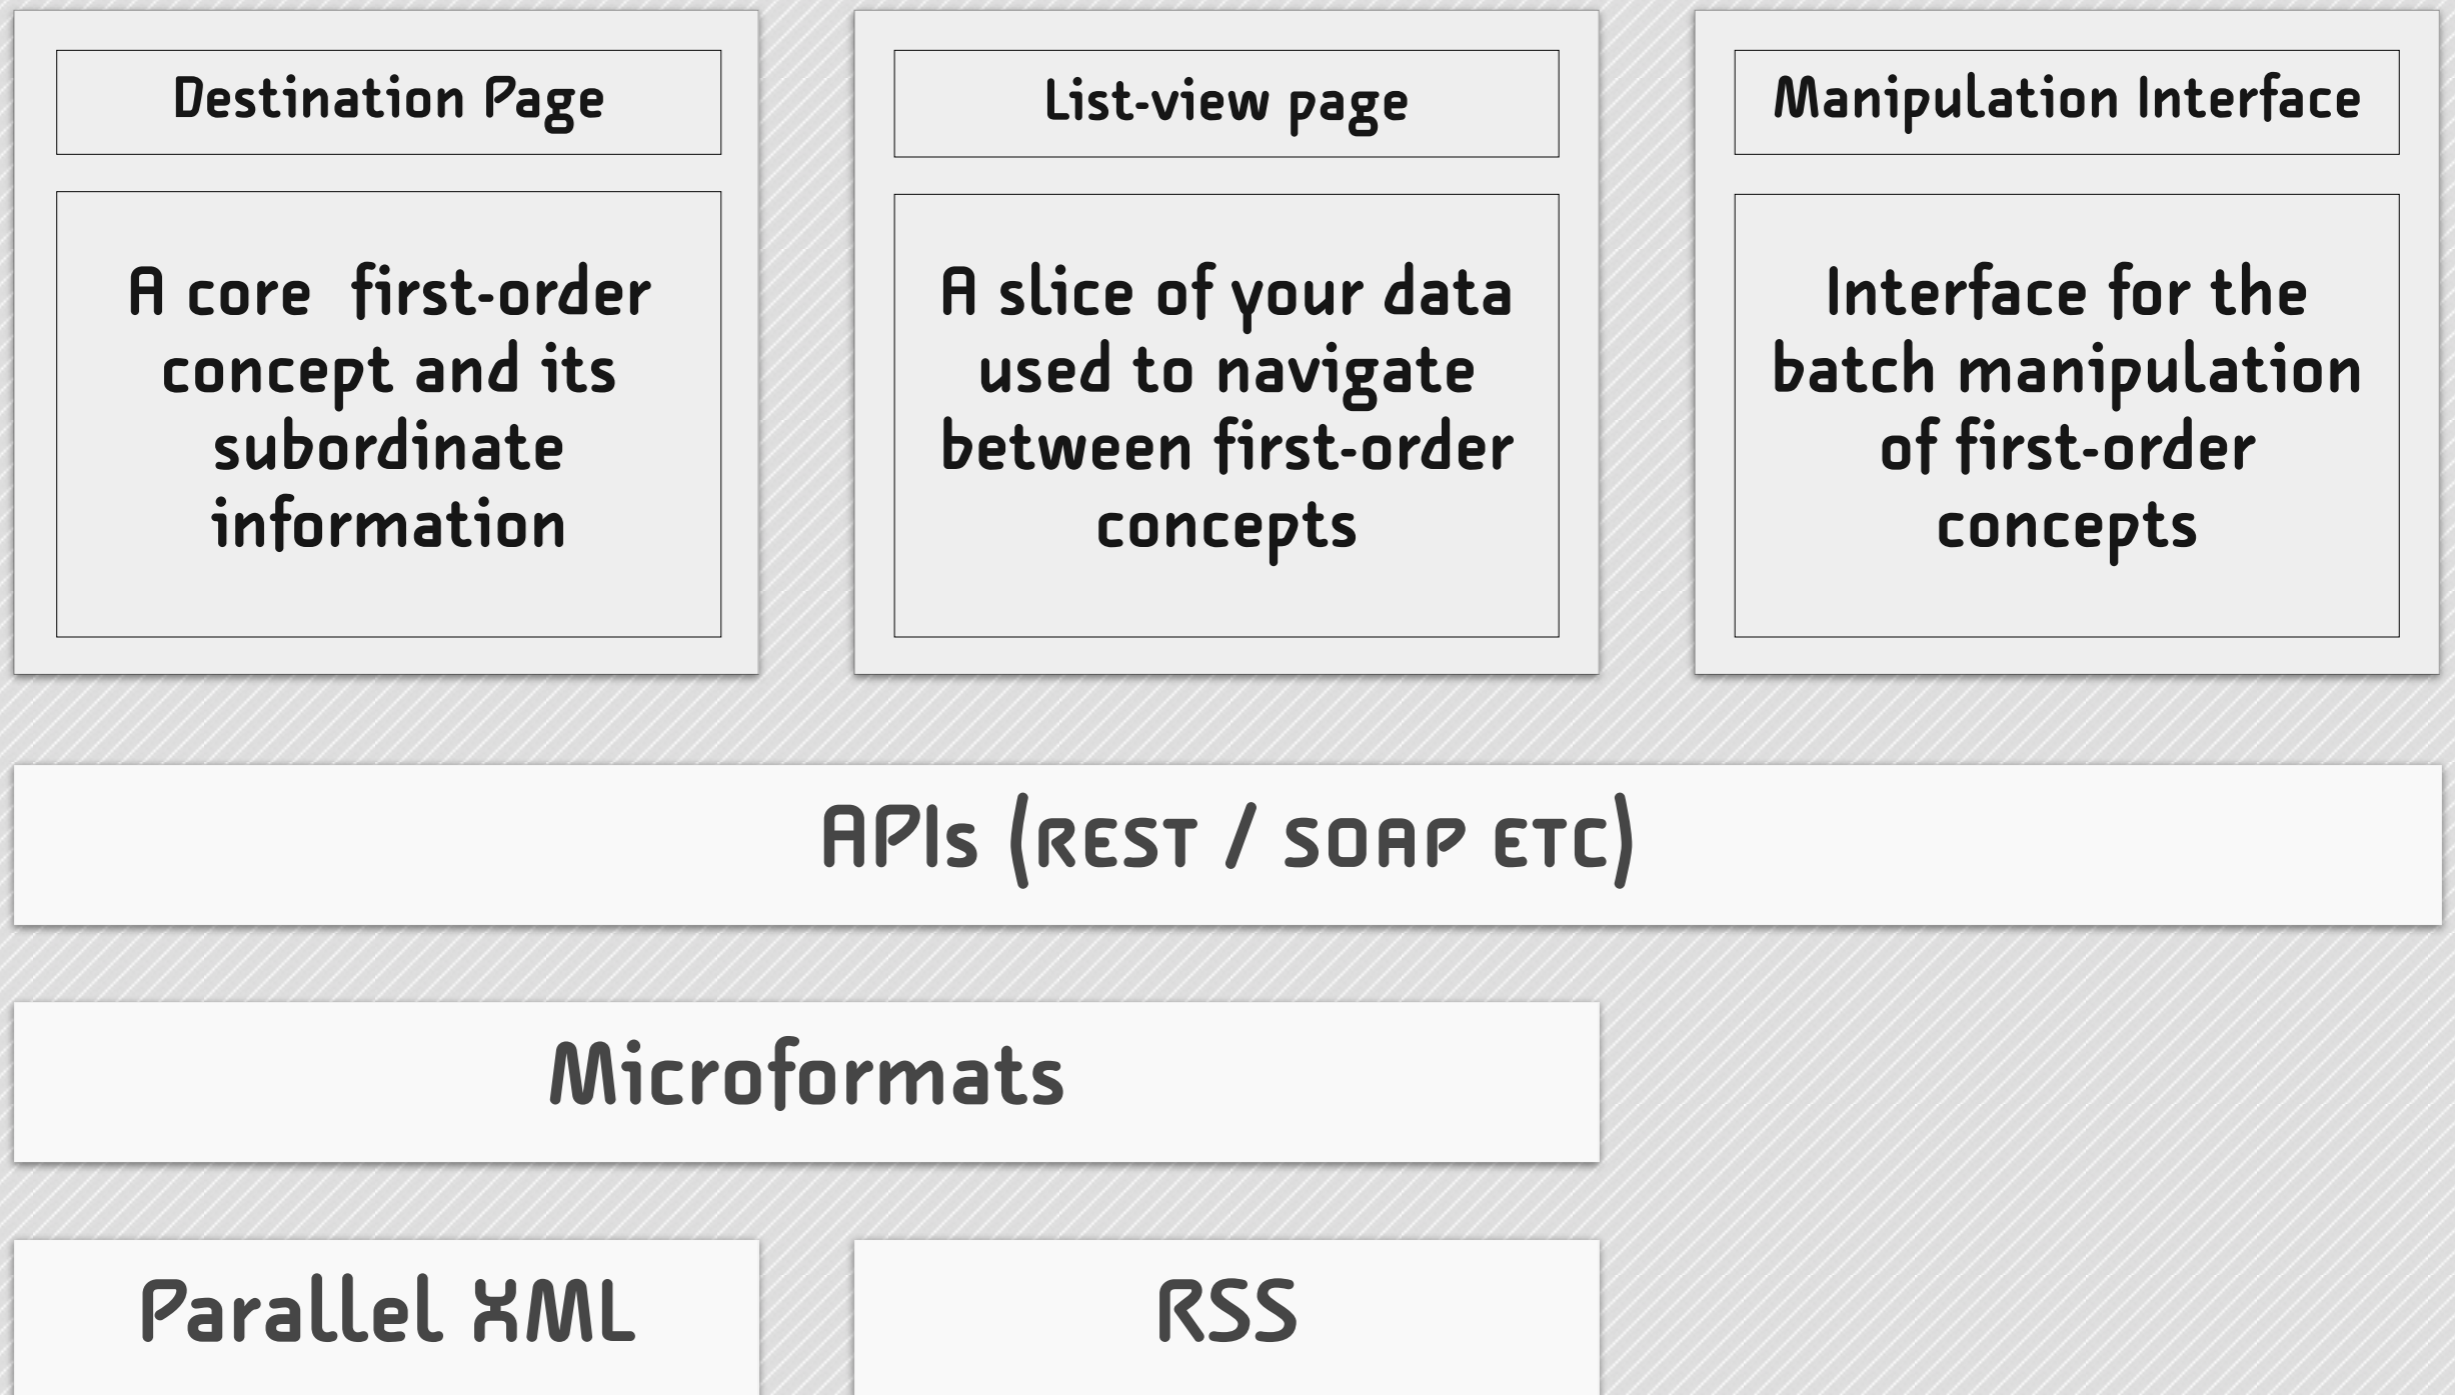 Destination Page
A core  first-order
concept and its
subordinate
information
List-view page
A slice of your data
used to navigate
between first-order
concepts
Manipulation Interface
Interface for the
batch manipulation
of first-order
concepts
APIs (REST / SOAP ETC)
Microformats
Parallel XML
RSS